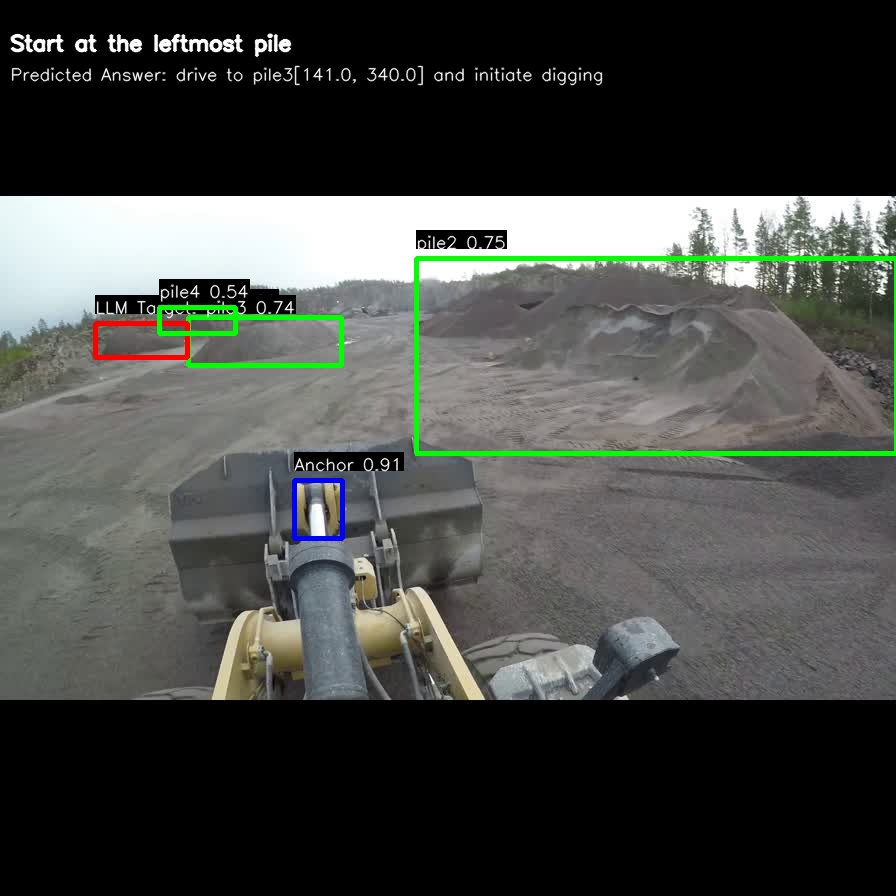 Start at the leftmost pile
Predicted Answer: drive to pile3[141.0, 340.0] and initiate digging
pile2 0.75
pile4 0.54
LLM Target: pile3 0.74
Anchor 0.91